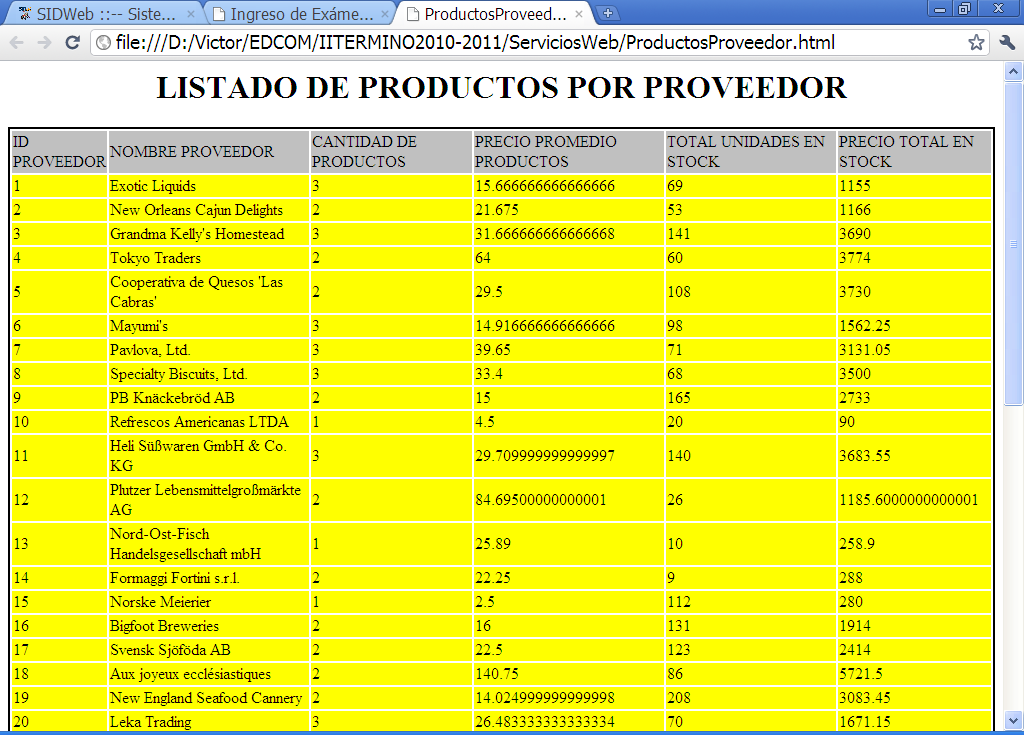 SIDWeb ::-- Siste...
Ingreso de Exáme...
ProductosProveed...
file:///D:/Victor/EDCOM/IITERMINO2010-2011/ServiciosWeb/ProductosProveedor.html
LISTADO DE PRODUCTOS POR PROVEEDOR
ID PROVEEDOR NOMBRE PROVEEDOR CANTIDAD DE PRODUCTOS PRECIO PROMEDIO PRODUCTOS TOTAL UNIDADES EN STOCK PRECIO TOTAL EN STOCK
1 Exotic Liquids 3 15.666666666666666 69 1155
2 New Orleans Cajun Delights 2 21.675 53 1166
3 Grandma Kelly's Homestead 3 31.666666666666668 141 3690
4 Tokyo Traders 2 64 60 3774
5 Cooperativa de Quesos 'Las Cabras' 2 29.5 108 3730
6 Mayumi's 3 14.916666666666666 98 1562.25
7 Pavlova, Ltd. 3 39.65 71 3131.05
8 Specialty Biscuits, Ltd. 3 33.4 68 3500
9 PB Knäckebröd AB 2 15 165 2733
10 Refrescos Americanas LTDA 1 4.5 20 90
11 Heli Süßwaren GmbH & Co. KG 3 29.709999999999997 140 3683.55
12 Plutzer Lebensmittelgroßmärkte AG 2 84.69500000000001 26 1185.6000000000001
13 Nord-Ost-Fisch Handelsgesellschaft mbH 1 25.89 10 258.9
14 Formaggi Fortini s.r.l. 2 22.25 9 288
15 Norske Meierier 1 2.5 112 280
16 Bigfoot Breweries 2 16 131 1914
17 Svensk Sjöföda AB 2 22.5 123 2414
18 Aux joyeux ecclésiastiques 2 140.75 86 5721.5
19 New England Seafood Cannery 2 14.024999999999998 208 3083.45
20 Leka Trading 3 26.483333333333334 70 1671.15